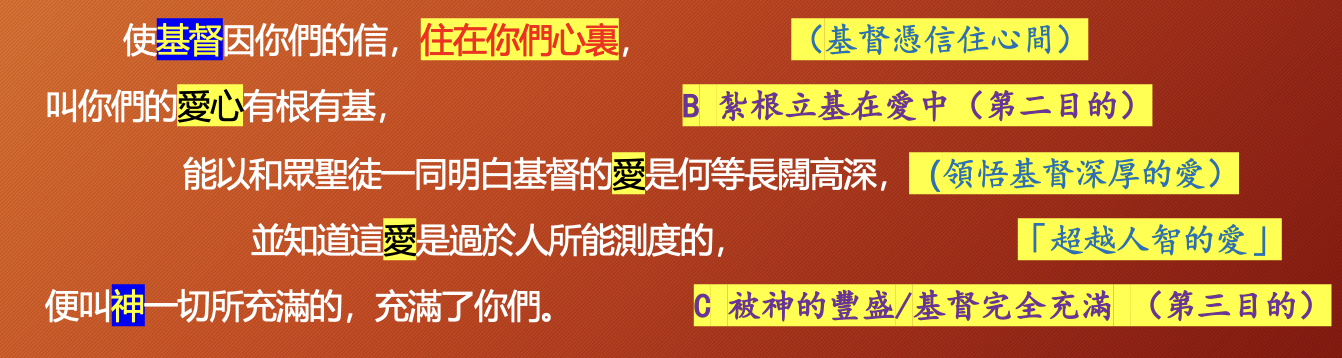 使基督因你們的信，住在你們心裏，（基督憑信住心間）
叫你們的愛心有根有基，B 紮根立基在愛中（第二目的）
能以和眾聖徒一同明白基督的愛是何等長闊高深，(領悟基督深厚的愛）
並知道這愛是過於人所能測度的，「超越人智的愛」
便叫神一切所充滿的，充滿了你們。C 被神的豐盛/基督完全充滿 （第三目的）